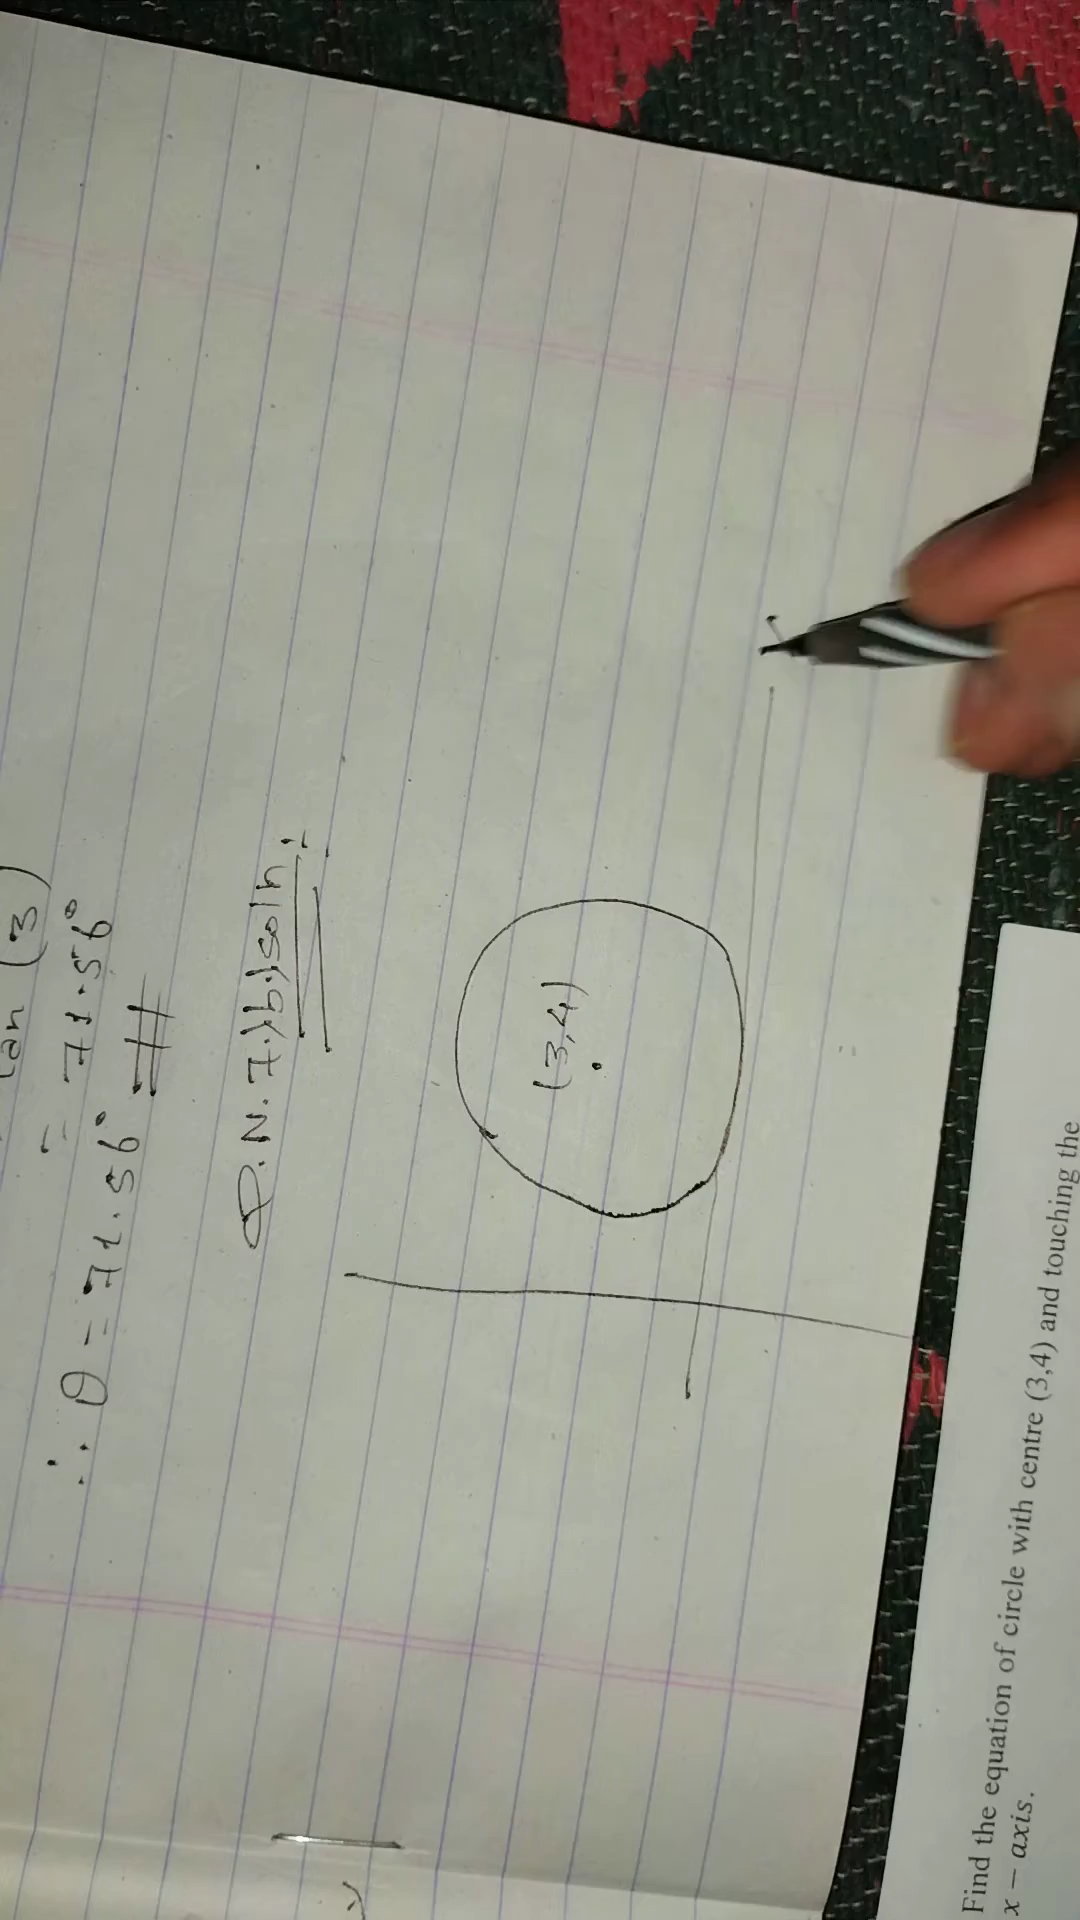 tan (3)
= 71.56°
∴ θ = 71.56°
Q.N.7.)b.)soln:
(3,4)
Find the equation of circle with centre (3,4) and touching the
x – axis.